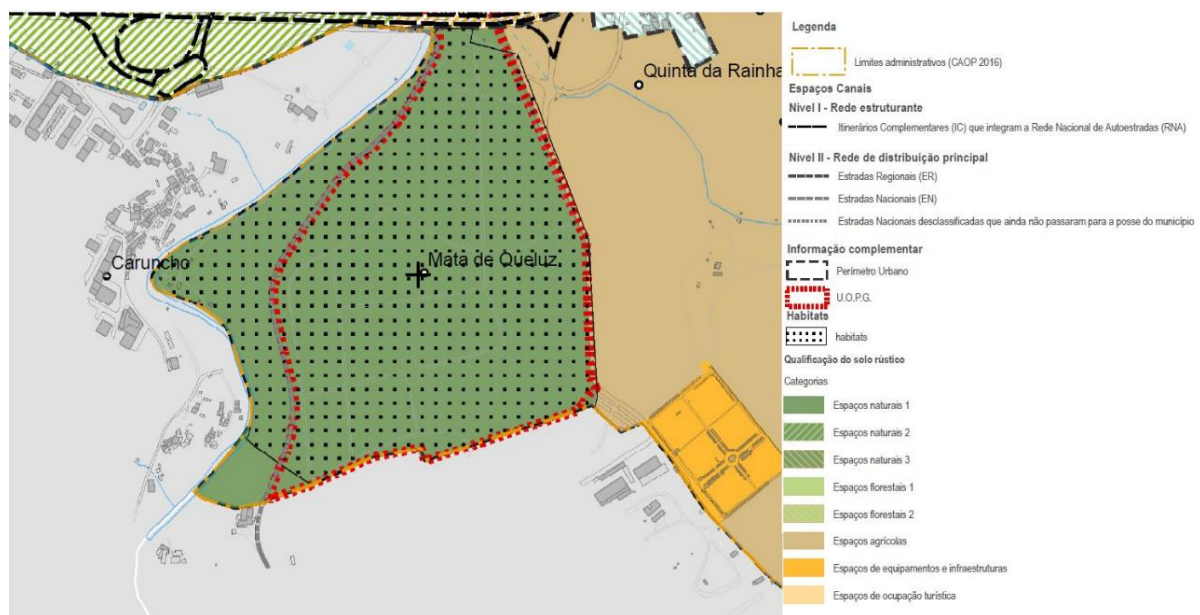 Quinta da Rainha
Caruncho
Mata de Queluz
Legenda
Limites administrativos (CAOP 2016)
Espaços Canais
Nível I - Rede estruturante
Itinerários Complementares (IC) que integram a Rede Nacional de Autoestradas (RNA)
Nível II - Rede de distribuição principal
Estradas Regionais (ER)
Estradas Nacionais (EN)
Estradas Nacionais desclassificadas que ainda não passaram para a posse do município
Informação complementar
Perímetro Urbano
U.O.P.G.
Habitats
habitats
Qualificação do solo rústico
Categorias
Espaços naturais 1
Espaços naturais 2
Espaços naturais 3
Espaços florestais 1
Espaços florestais 2
Espaços agrícolas
Espaços de equipamentos e infraestruturas
Espaços de ocupação turística